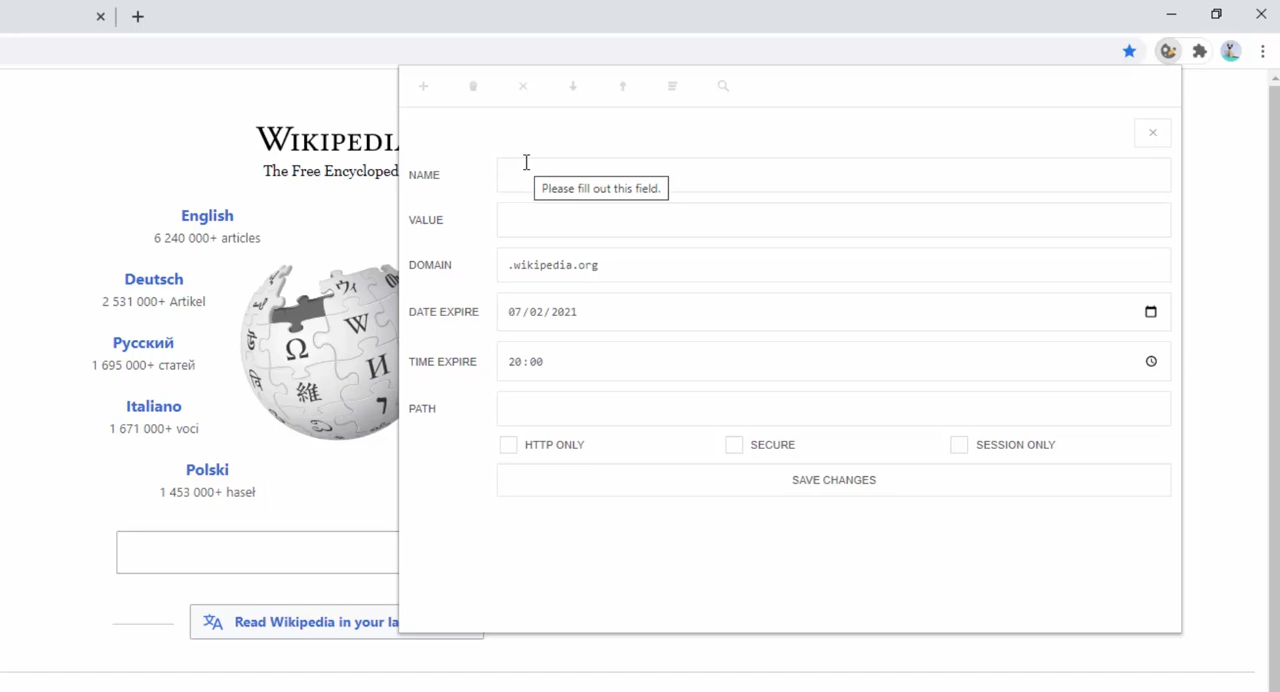 WIKIPEDIA
The Free Encycloped
English
6 240 000+ articles
Deutsch
2 531 000+ Artikel
Русский
1 695 000+ статей
Italiano
1 671 000+ voci
Polski
1 453 000+ haseł
Ω
W
И
維
Read Wikipedia in your la
NAME
Please fill out this field.
VALUE
DOMAIN
.wikipedia.org
DATE EXPIRE
07/02/2021
TIME EXPIRE
20:00
PATH
HTTP ONLY
SECURE
SESSION ONLY
SAVE CHANGES